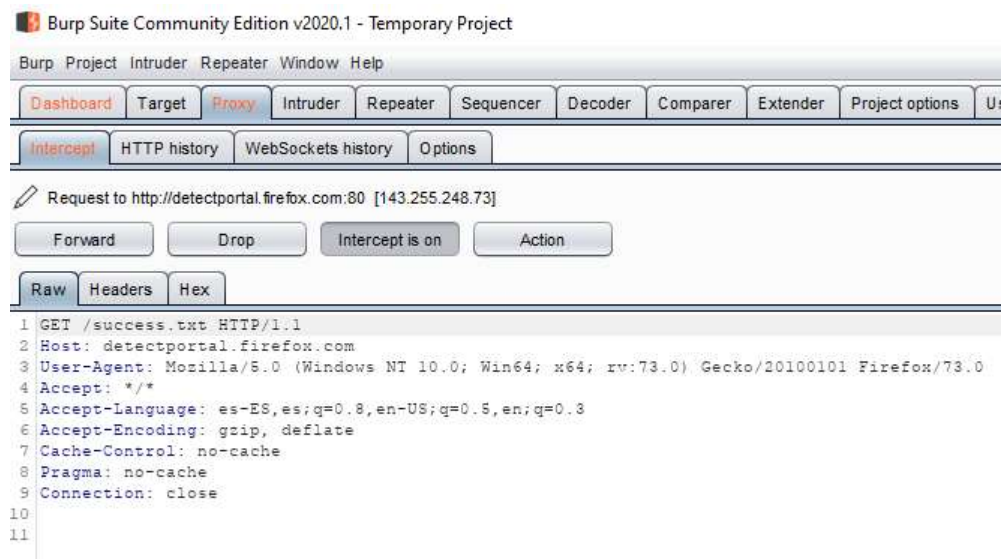 Burp Suite Community Edition v2020.1 - Temporary Project
Burp Project Intruder Repeater Window Help
Dashboard Target Proxy Intruder Repeater Sequencer Decoder Comparer Extender Project options
Intercept HTTP history WebSockets history Options
Request to http://detectportal.firefox.com:80 [143.255.248.73]
Forward Drop Intercept is on Action
Raw Headers Hex
1 GET /success.txt HTTP/1.1
2 Host: detectportal.firefox.com
3 User-Agent: Mozilla/5.0 (Windows NT 10.0; Win64; x64; rv:73.0) Gecko/20100101 Firefox/73.0
4 Accept: */*
5 Accept-Language: es-ES,es;q=0.8,en-US;q=0.5,en;q=0.3
6 Accept-Encoding: gzip, deflate
7 Cache-Control: no-cache
8 Pragma: no-cache
9 Connection: close
10
11